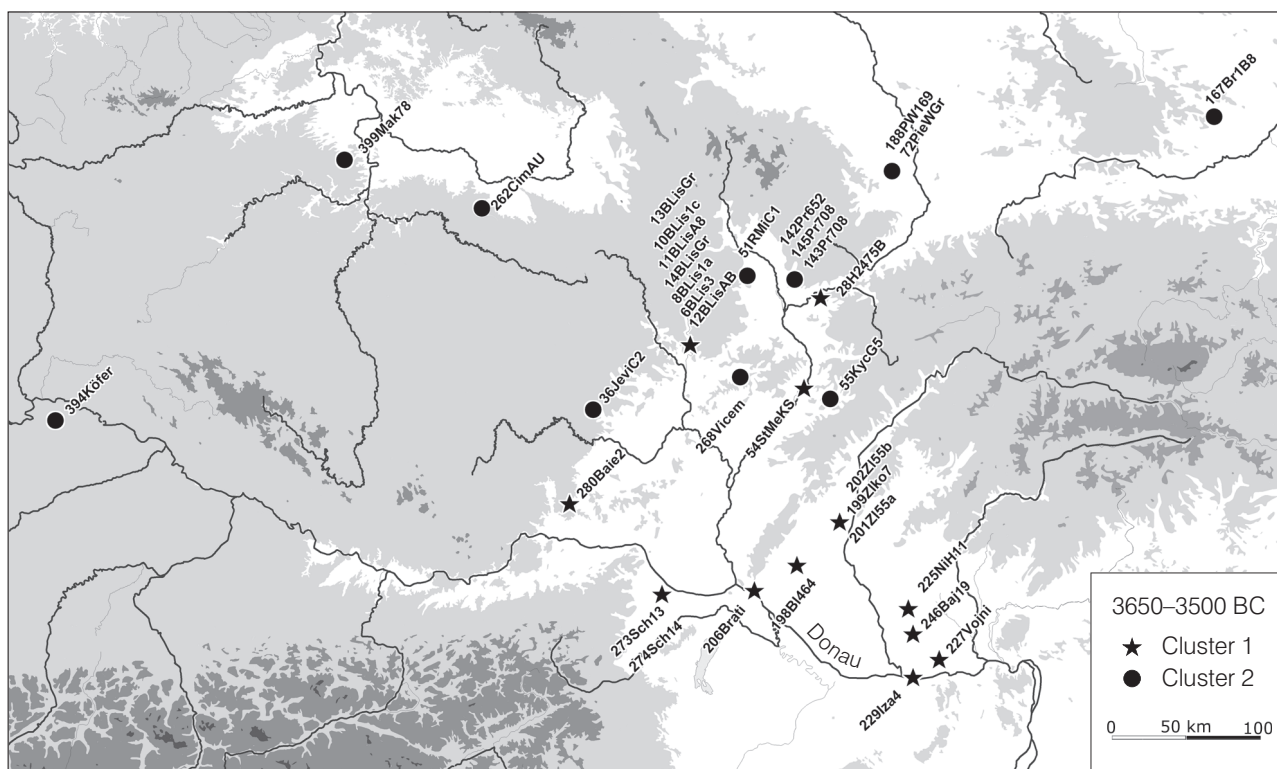 167Br1B8
399Mak78
188PW169
72PieWGr
262CimAU
13BLisGr
10BLis1c
11BLisA8
14BLisGr
8BLis1a
6BLis3
12BLisAB
51RMiC1
142Pr652
145Pr708
143Pr708
28H2475B
394Köfer
36JeviC2
268Vicem
54StMeKS
55KycG5
280Baie2
202Zl55b
199Zlko7
201Zl55a
273Sch13
274Sch14
206Brati
198Bl464
225NiH11
246Baj19
227Vojni
229Iza4
Donau
3650–3500 BC
Cluster 1
Cluster 2
0 50 km 100